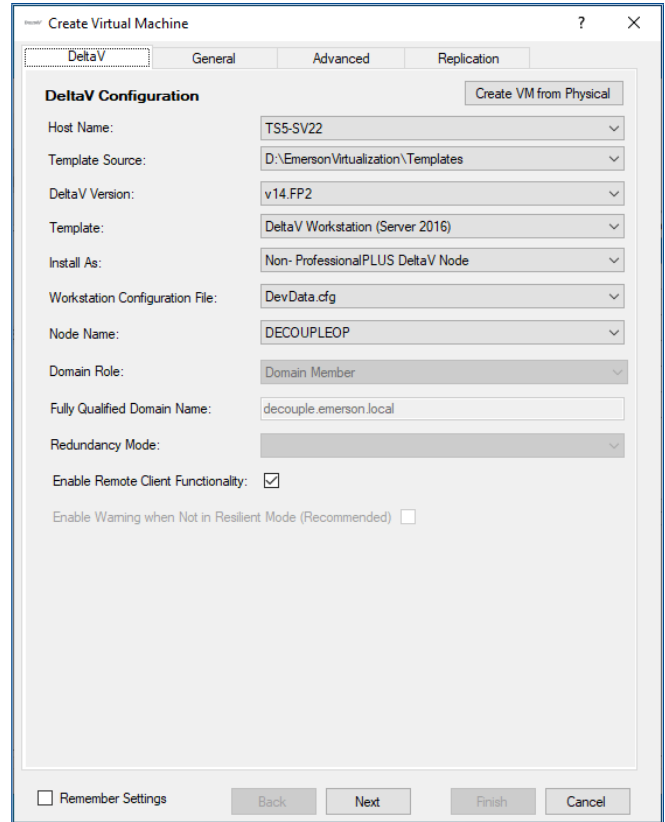 Create Virtual Machine
DeltaV General Advanced Replication
DeltaV Configuration Create VM from Physical
Host Name: TS5-SV22
Template Source: D:\EmersonVirtualization\Templates
DeltaV Version: v14.FP2
Template: DeltaV Workstation (Server 2016)
Install As: Non- ProfessionalPLUS DeltaV Node
Workstation Configuration File: DevData.cfg
Node Name: DECOUPLEOP
Domain Role: Domain Member
Fully Qualified Domain Name: decouple.emerson.local
Redundancy Mode:
Enable Remote Client Functionality:
Enable Warning when Not in Resilient Mode (Recommended)
Remember Settings Back Next Finish Cancel